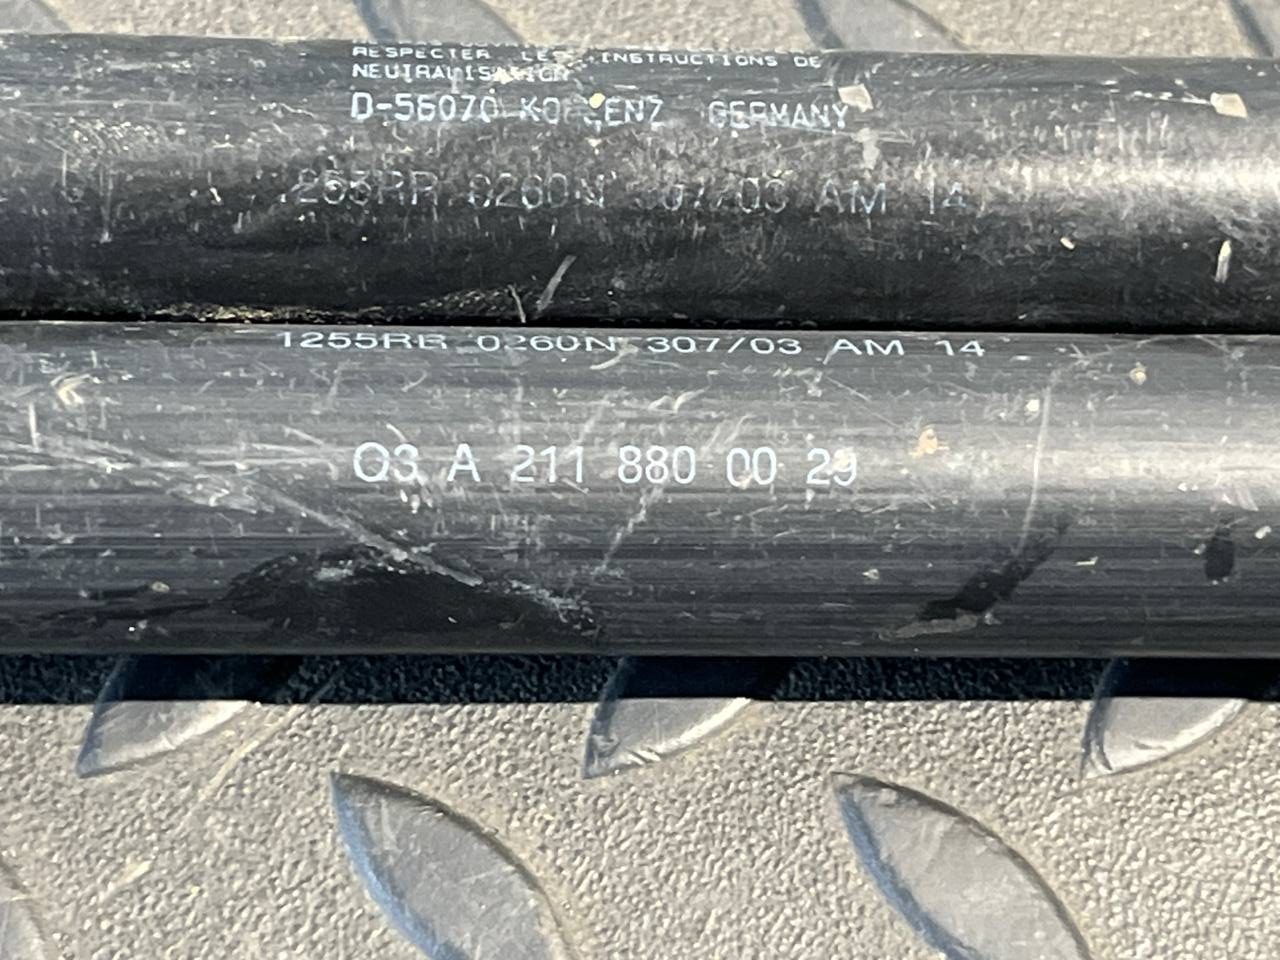 RESPECTER LES INSTRUCTIONS DE
NEUTRALISATION
D-56070 KOBLENZ GERMANY
1255RR 0260N 307/03 AM 14
1255RR 0260N 307/03 AM 14
Q3 A 211 880 00 29